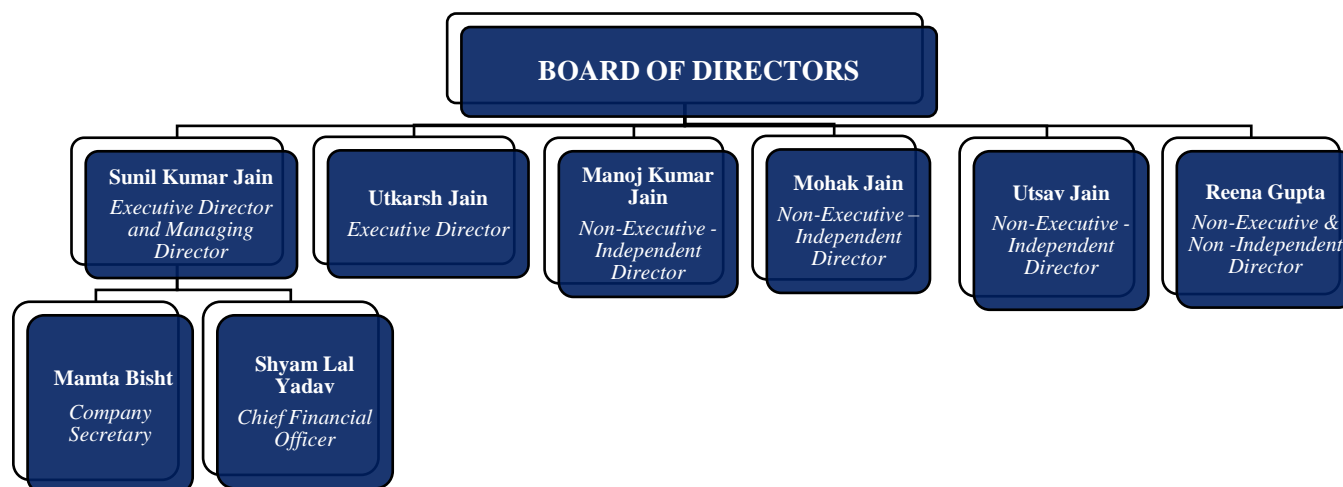 BOARD OF DIRECTORS
Sunil Kumar Jain
Executive Director
and Managing
Director
Utkarsh Jain
Executive Director
Manoj Kumar
Jain
Non-Executive -
Independent
Director
Mohak Jain
Non-Executive –
Independent
Director
Utsav Jain
Non-Executive -
Independent
Director
Reena Gupta
Non-Executive &
Non -Independent
Director
Mamta Bisht
Company
Secretary
Shyam Lal
Yadav
Chief Financial
Officer